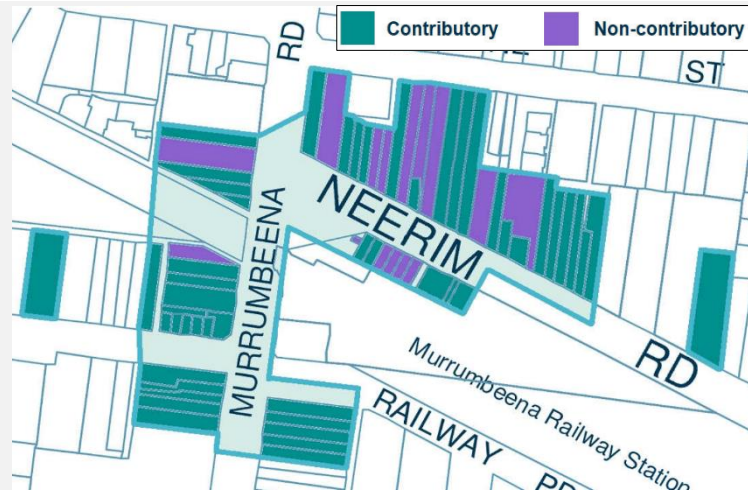 Contributory
Non-contributory
RD
ST
NEERIM
MURRUMBEENA
RD
Murrumbeena Railway Station
RAILWAY